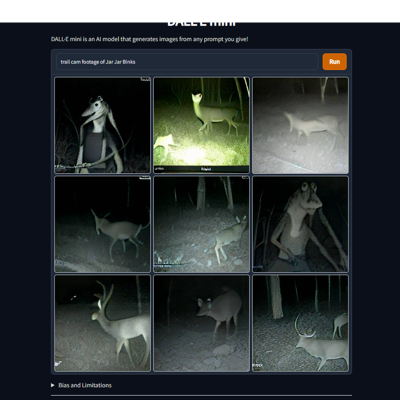 DALL·E mini
DALL·E mini is an AI model that generates images from any prompt you give!
trail cam footage of Jar Jar Binks
Run
Bias and Limitations